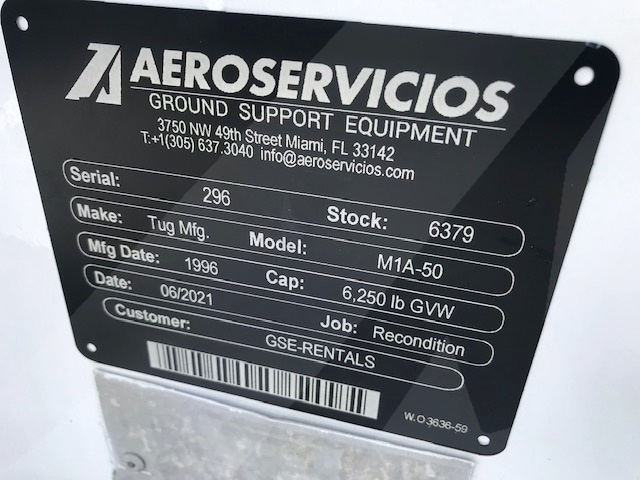 AEROSERVICIOS
GROUND SUPPORT EQUIPMENT
3750 NW 49th Street Miami, FL 33142
T:+1(305) 637.3040 info@aeroservicios.com
Serial: 296 Stock: 6379
Make: Tug Mfg. Model: M1A-50
Mfg Date: 1996 Cap: 6,250 lb GVW
Date: 06/2021 Job: Recondition
Customer: GSE-RENTALS
W.O 3636-59